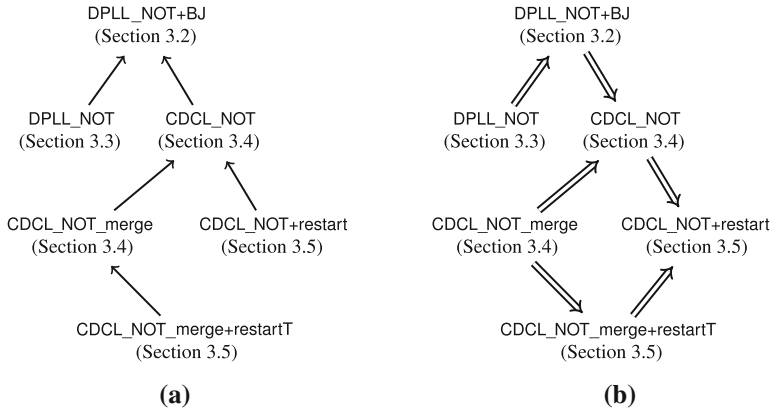 DPLL_NOT+BJ
(Section 3.2)
DPLL_NOT
(Section 3.3)
CDCL_NOT
(Section 3.4)
CDCL_NOT_merge
(Section 3.4)
CDCL_NOT+restart
(Section 3.5)
CDCL_NOT_merge+restartT
(Section 3.5)
(a)
DPLL_NOT+BJ
(Section 3.2)
DPLL_NOT
(Section 3.3)
CDCL_NOT
(Section 3.4)
CDCL_NOT_merge
(Section 3.4)
CDCL_NOT+restart
(Section 3.5)
CDCL_NOT_merge+restartT
(Section 3.5)
(b)